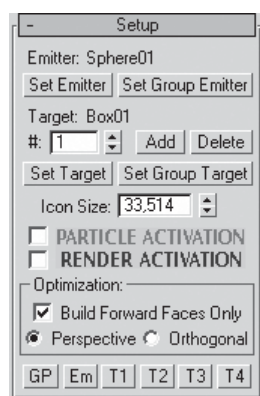 - Setup
Emitter: Sphere01
Set Emitter Set Group Emitter
Target: Box01
#: 1 Add Delete
Set Target Set Group Target
Icon Size: 33,514
PARTICLE ACTIVATION
RENDER ACTIVATION
Optimization:
Build Forward Faces Only
Perspective Orthogonal
GP Em T1 T2 T3 T4